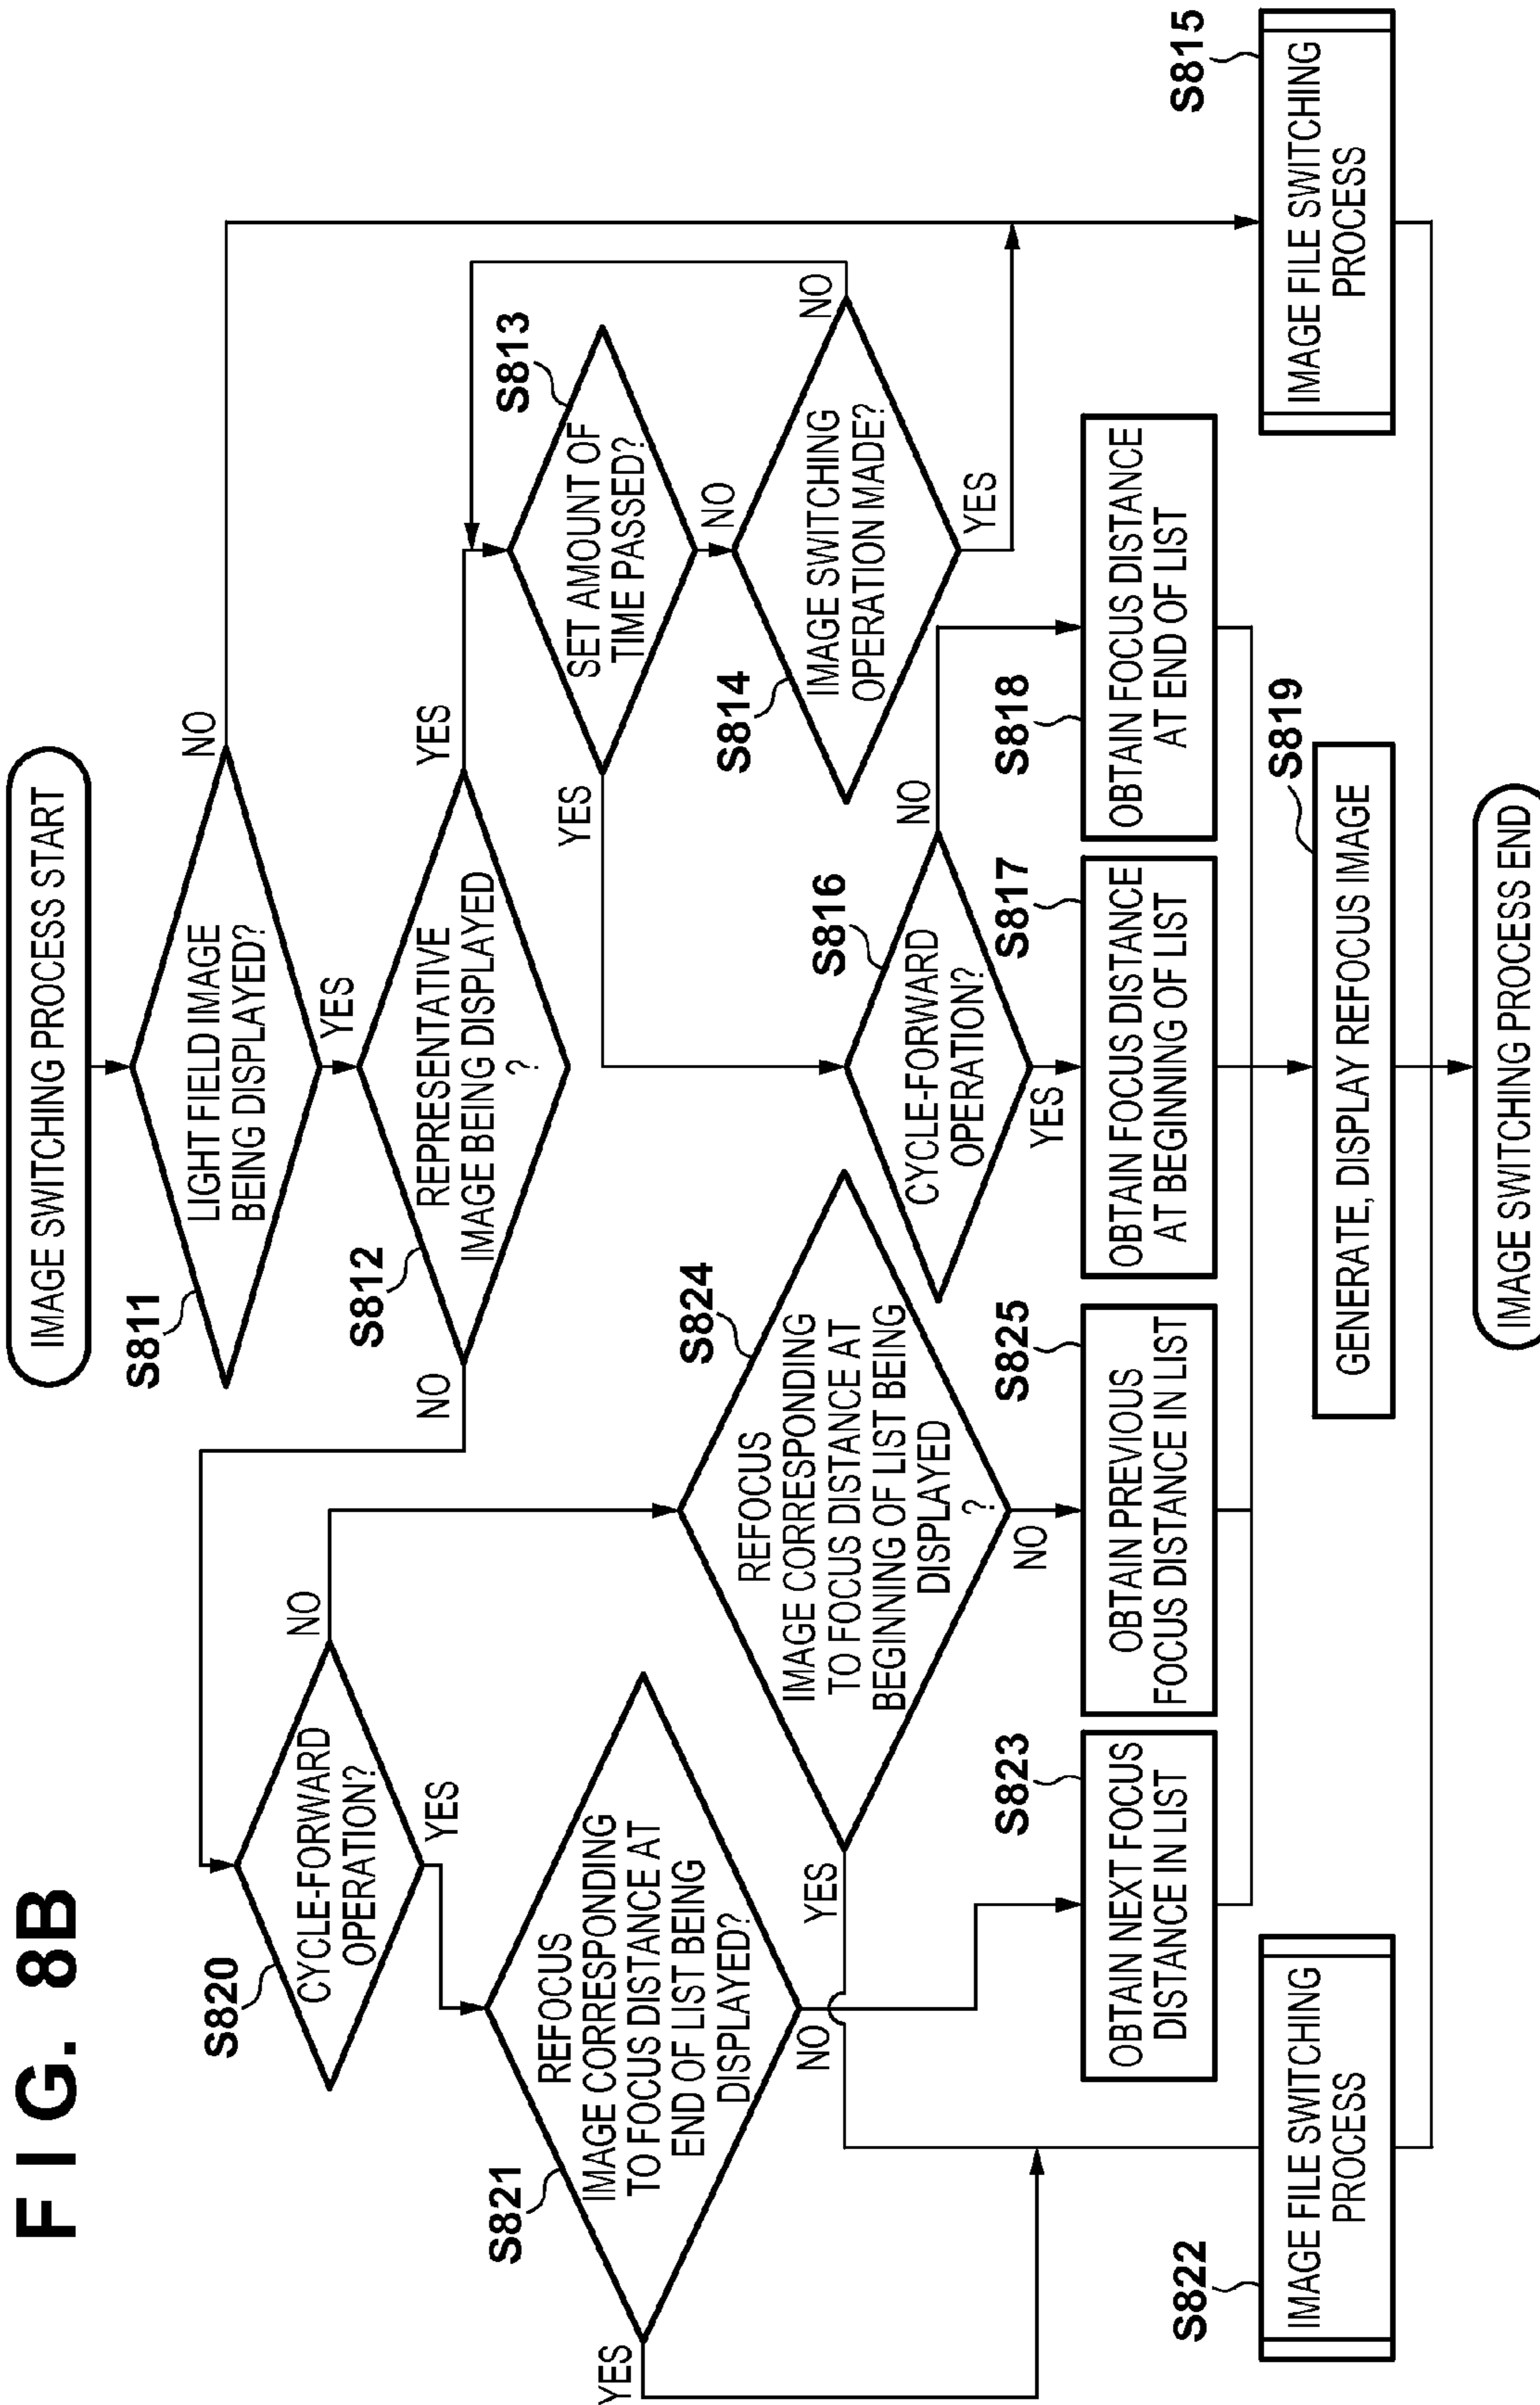 FIG. 8B
IMAGE SWITCHING PROCESS START
S811
LIGHT FIELD IMAGE
BEING DISPLAYED?
NO
YES
S812
REPRESENTATIVE
IMAGE BEING DISPLAYED
?
NO
YES
S820
CYCLE-FORWARD
OPERATION?
NO
YES
S813
SET AMOUNT OF
TIME PASSED?
YES
NO
S821
REFOCUS
IMAGE CORRESPONDING
TO FOCUS DISTANCE AT
END OF LIST BEING
DISPLAYED?
YES
NO
S824
REFOCUS
IMAGE CORRESPONDING
TO FOCUS DISTANCE AT
BEGINNING OF LIST BEING
DISPLAYED
?
YES
NO
S814
IMAGE SWITCHING
OPERATION MADE?
NO
YES
S816
CYCLE-FORWARD
OPERATION?
NO
YES
S823
OBTAIN NEXT FOCUS
DISTANCE IN LIST
S825
OBTAIN PREVIOUS
FOCUS DISTANCE IN LIST
S817
OBTAIN FOCUS DISTANCE
AT BEGINNING OF LIST
S818
OBTAIN FOCUS DISTANCE
AT END OF LIST
S822
IMAGE FILE SWITCHING
PROCESS
S819
GENERATE, DISPLAY REFOCUS IMAGE
S815
IMAGE FILE SWITCHING
PROCESS
IMAGE SWITCHING PROCESS END